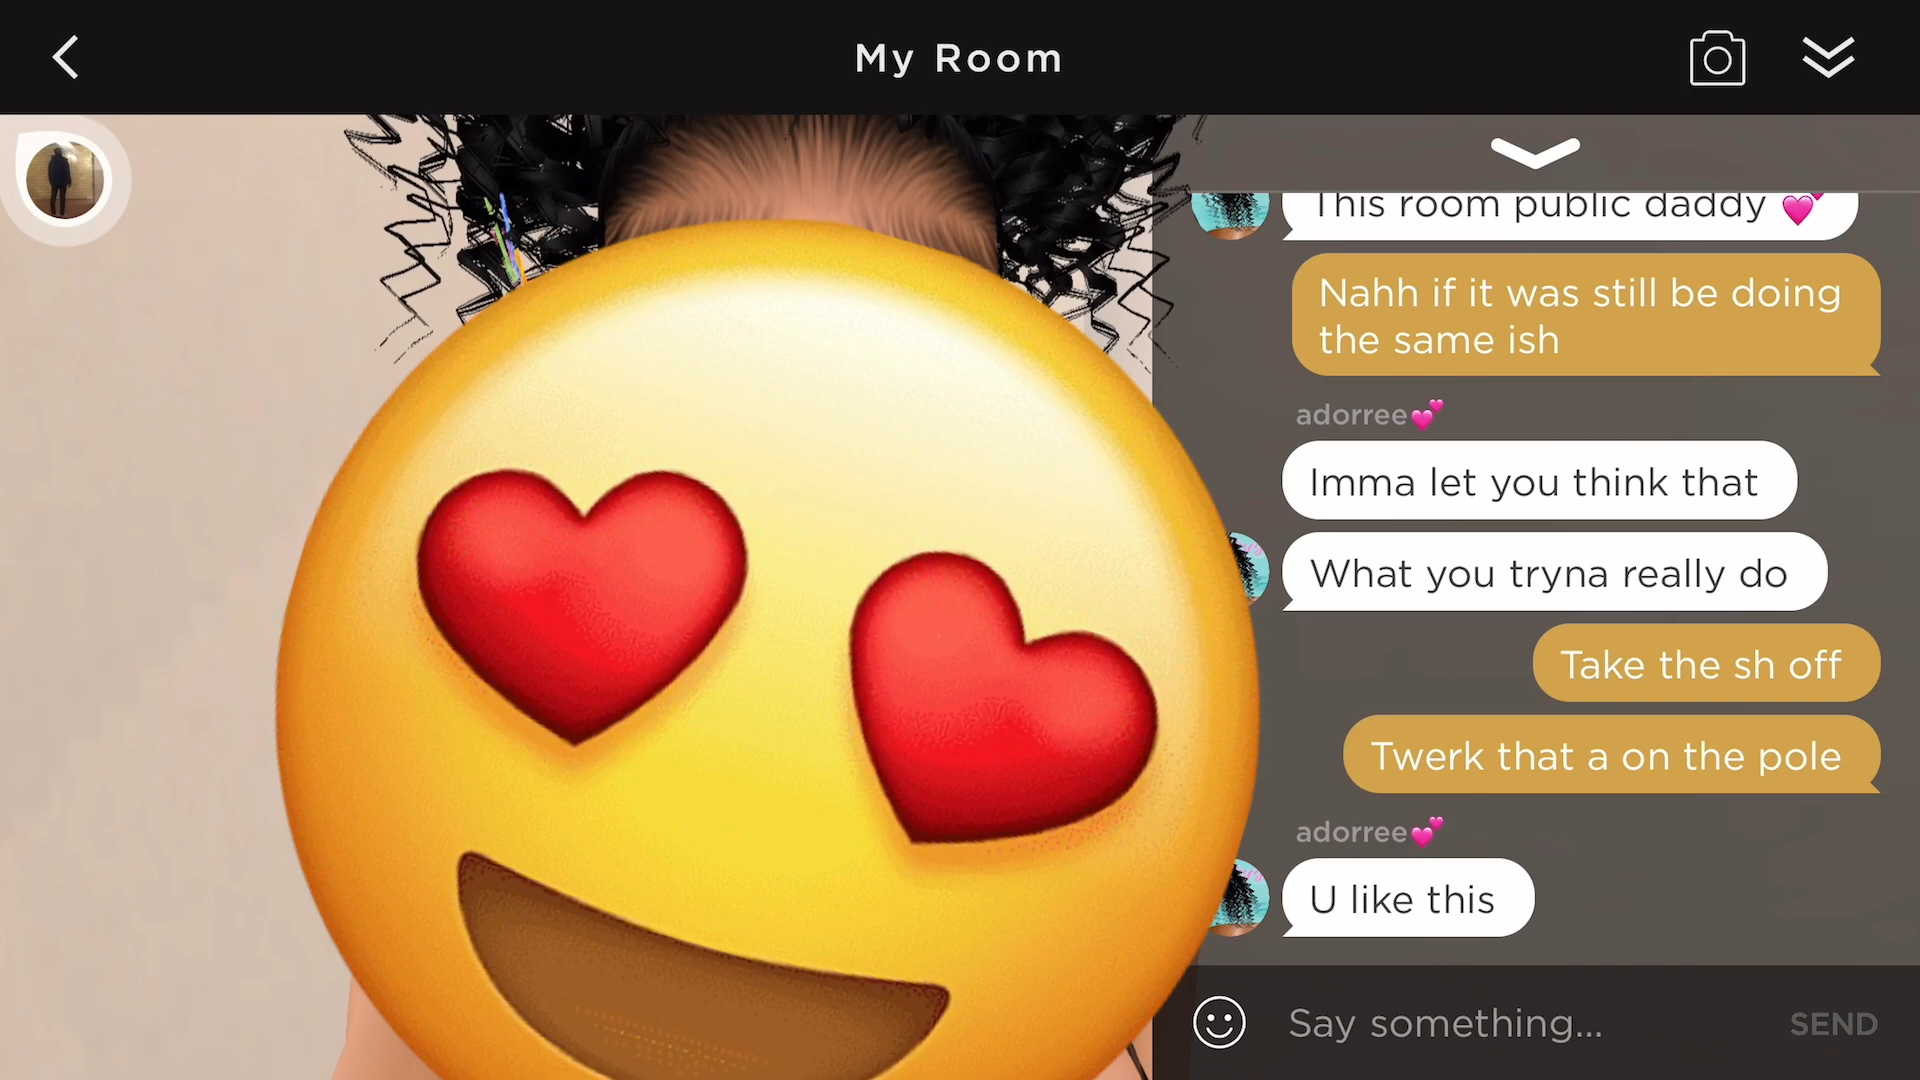 My Room
This room public daddy 💕
Nahh if it was still be doing
the same ish
adorree💕
Imma let you think that
What you tryna really do
Take the sh off
Twerk that a on the pole
adorree💕
U like this
Say something...
SEND